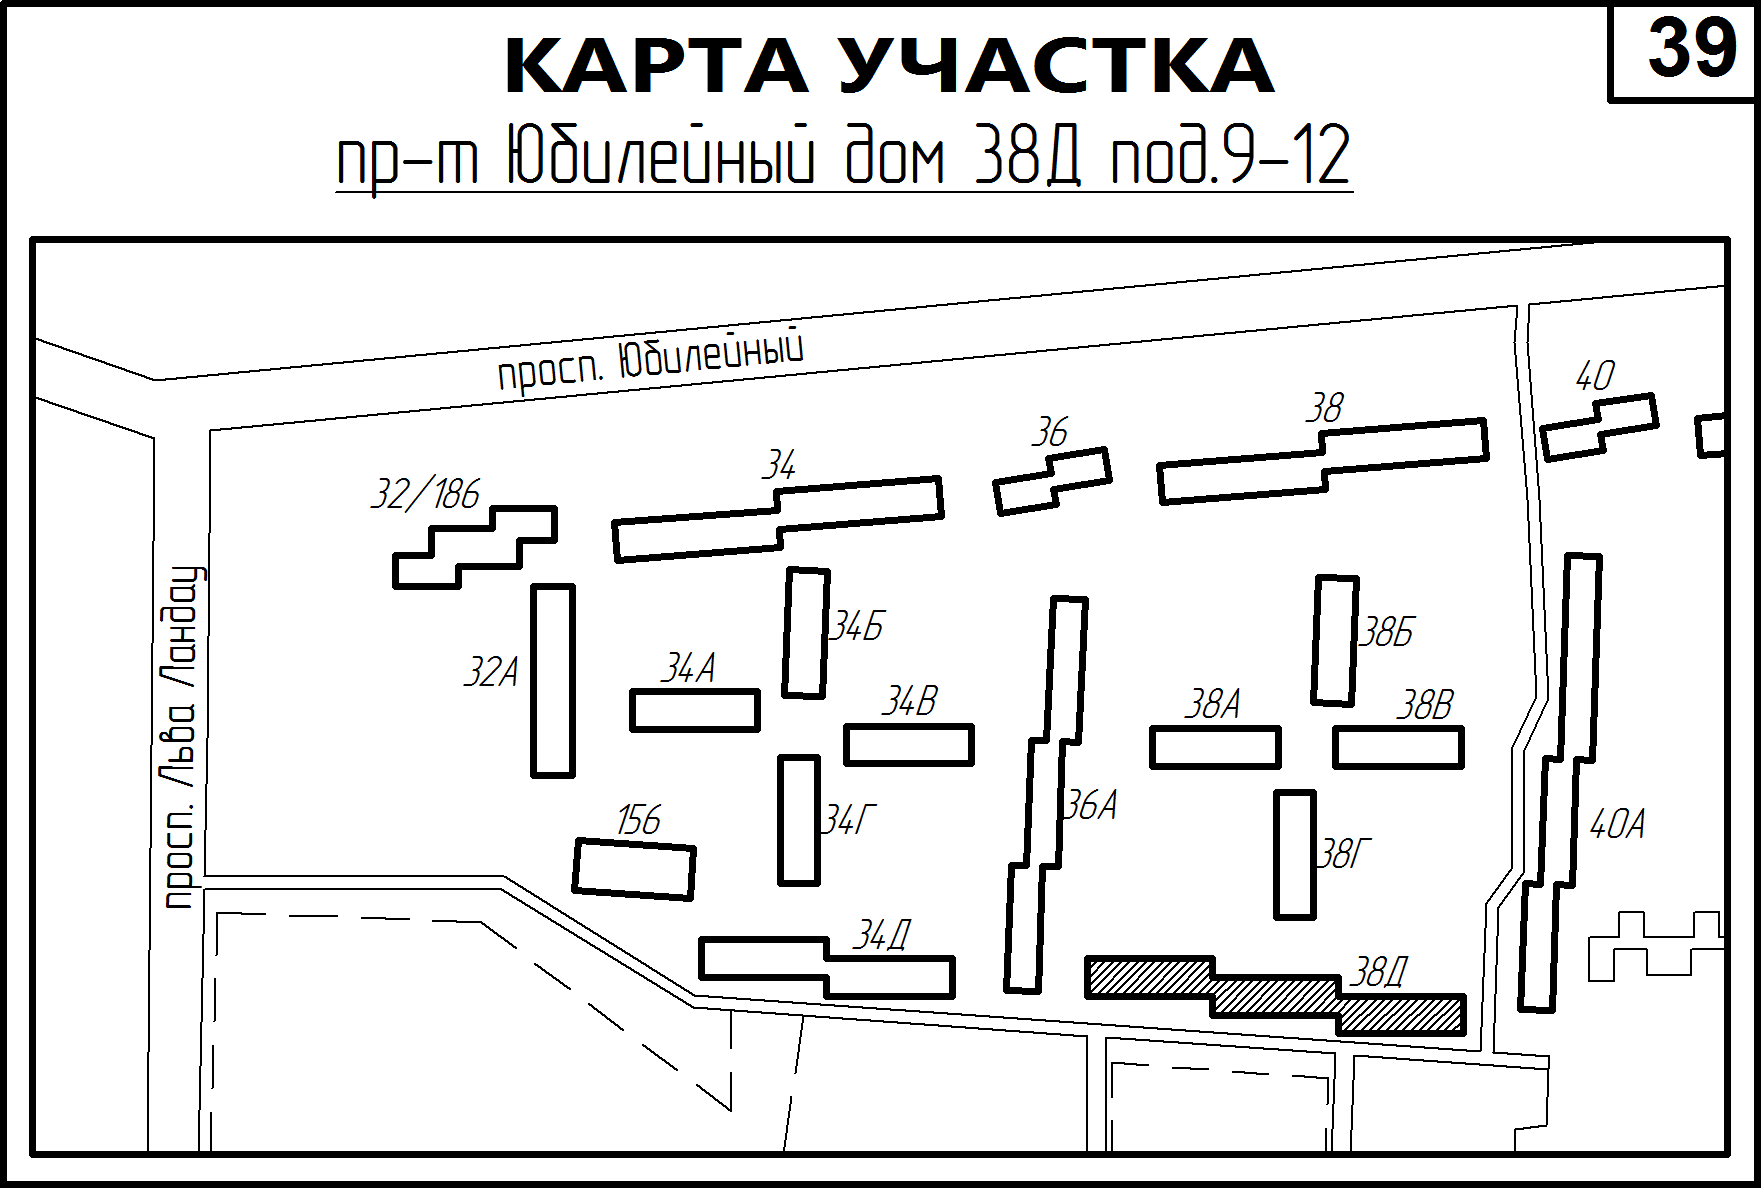 39
КАРТА УЧАСТКА
пр-т Юбилейный дом 38Д под.9-12
просп. Юбилейный
40
38
36
34
32/186
34Б
38Б
32А
34А
34В
38А
38В
156
34Г
36А
38Г
40А
34Д
38Д
просп. Льва Ландау